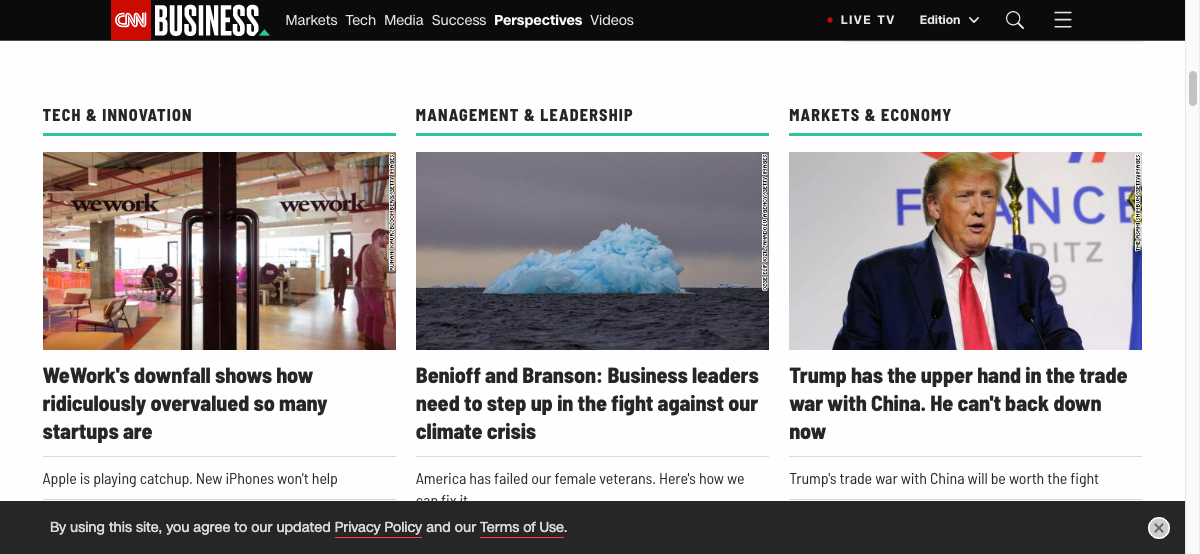 CNN BUSINESS Markets Tech Media Success Perspectives Videos LIVE TV Edition
TECH & INNOVATION
wework wework
WeWork's downfall shows how
ridiculously overvalued so many
startups are
Apple is playing catchup. New iPhones won't help
MANAGEMENT & LEADERSHIP
Benioff and Branson: Business leaders
need to step up in the fight against our
climate crisis
America has failed our female veterans. Here's how we
can fix it
MARKETS & ECONOMY
FRANCE
RITZ
9
Trump has the upper hand in the trade
war with China. He can't back down
now
Trump's trade war with China will be worth the fight
By using this site, you agree to our updated Privacy Policy and our Terms of Use.